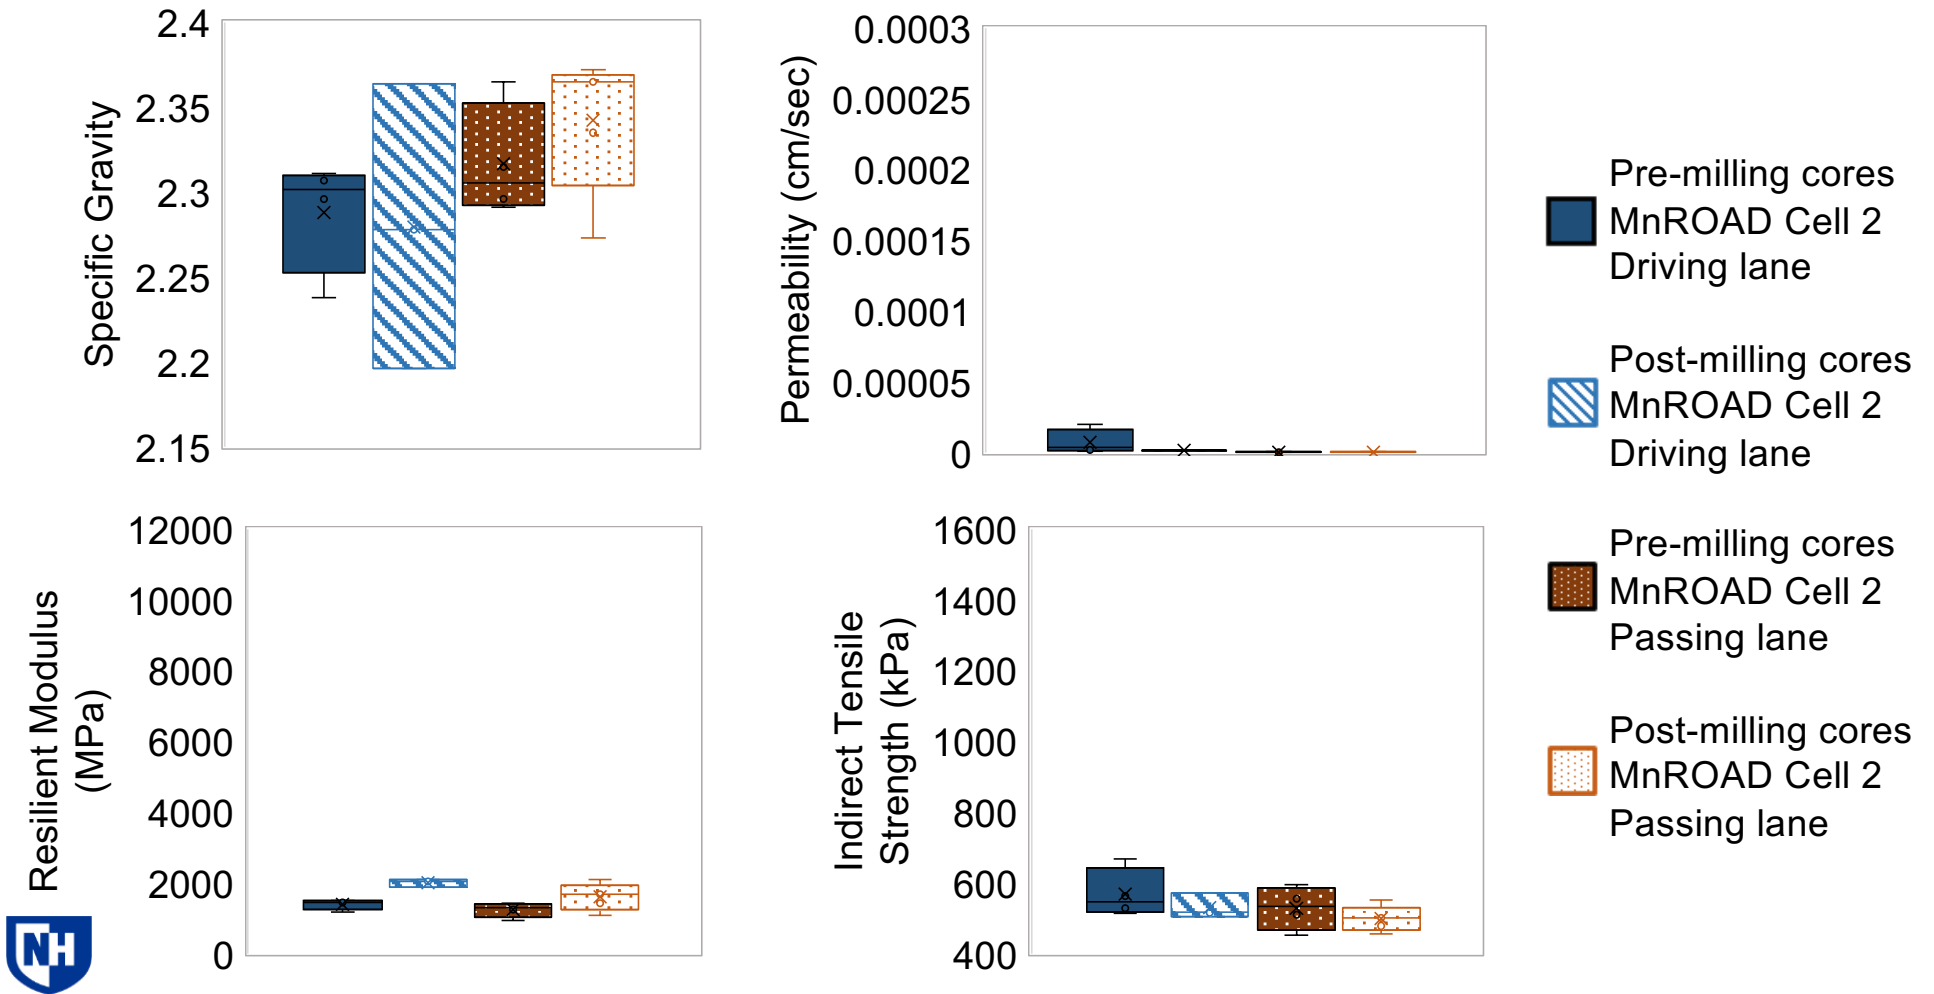 Specific Gravity
2.4
2.35
2.3
2.25
2.2
2.15
Permeability (cm/sec)
0.0003
0.00025
0.0002
0.00015
0.0001
0.00005
0
Resilient Modulus
(MPa)
12000
10000
8000
6000
4000
2000
0
Indirect Tensile
Strength (kPa)
1600
1400
1200
1000
800
600
400
Pre-milling cores
MnROAD Cell 2
Driving lane
Post-milling cores
MnROAD Cell 2
Driving lane
Pre-milling cores
MnROAD Cell 2
Passing lane
Post-milling cores
MnROAD Cell 2
Passing lane
NH